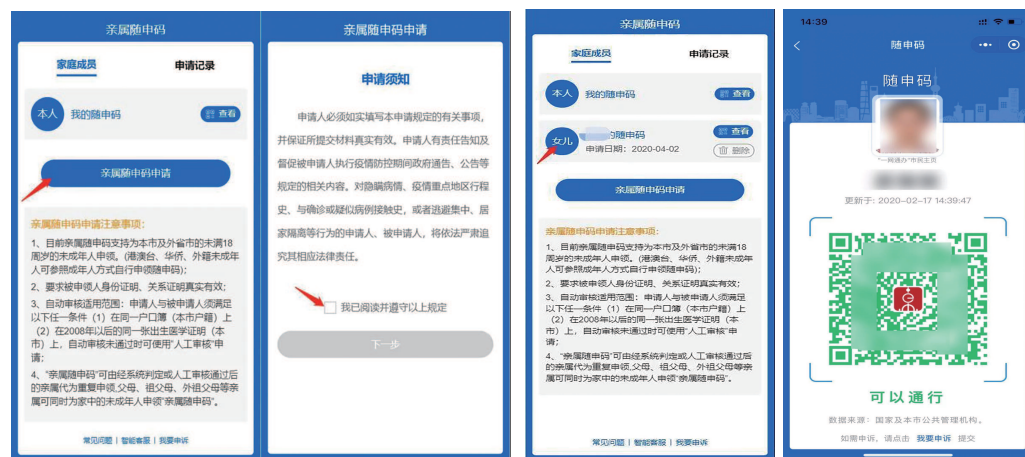 亲属随申码
家庭成员
申请记录
本人
我的随申码
查看
亲属随申码申请
亲属随申码申请注意事项:
1、目前亲属随申码支持为本市及外省市的未满18
周岁的未成年人申领。(港澳台、华侨、外籍未成年
人可参照成年人方式自行申领随申码);
2、要求被申领人身份证明、关系证明真实有效;
3、自动审核适用范围：申请人与被申请人须满足
以下任一条件（1）在同一户口簿（本市户籍）上
（2）在2008年以后的同一张出生医学证明（本
市）上，自动审核未通过时可使用“人工审核”申
请;
4、“亲属随申码”可由经系统判定或人工审核通过后
的亲属代为重复申领,父母、祖父母、外祖父母等亲
属可同时为家中的未成年人申领“亲属随申码”。
常见问题 | 智能客服 | 我要申诉
亲属随申码申请
申请须知
申请人必须如实填写本申请规定的有关事项，
并保证所提交材料真实有效。申请人有责任告知及
督促被申请人执行疫情防控期间政府通告、公告等
规定的相关内容。对隐瞒病情、疫情重点地区行程
史、与确诊或疑似病例接触史，或者逃避集中、居
家隔离等行为的申请人、被申请人，将依法严肃追
究其相应法律责任。
我已阅读并遵守以上规定
下一步
亲属随申码
家庭成员
申请记录
本人
我的随申码
查看
女儿
的随申码
查看
申请日期：2020-04-02
删除
亲属随申码申请
亲属随申码申请注意事项:
1、目前亲属随申码支持为本市及外省市的未满18
周岁的未成年人申领。(港澳台、华侨、外籍未成年
人可参照成年人方式自行申领随申码);
2、要求被申领人身份证明、关系证明真实有效;
3、自动审核适用范围：申请人与被申请人须满足
以下任一条件（1）在同一户口簿（本市户籍）上
（2）在2008年以后的同一张出生医学证明（本
市）上，自动审核未通过时可使用“人工审核”申
请;
4、“亲属随申码”可由经系统判定或人工审核通过后
的亲属代为重复申领,父母、祖父母、外祖父母等亲
属可同时为家中的未成年人申领“亲属随申码”。
常见问题 | 智能客服 | 我要申诉
14:39
随申码
随申码
“一网通办”市民主页
更新于: 2020-02-17 14:39:47
可以通行
数据来源：国家及本市公共管理机构。
如需申诉，请点击 我要申诉 提交